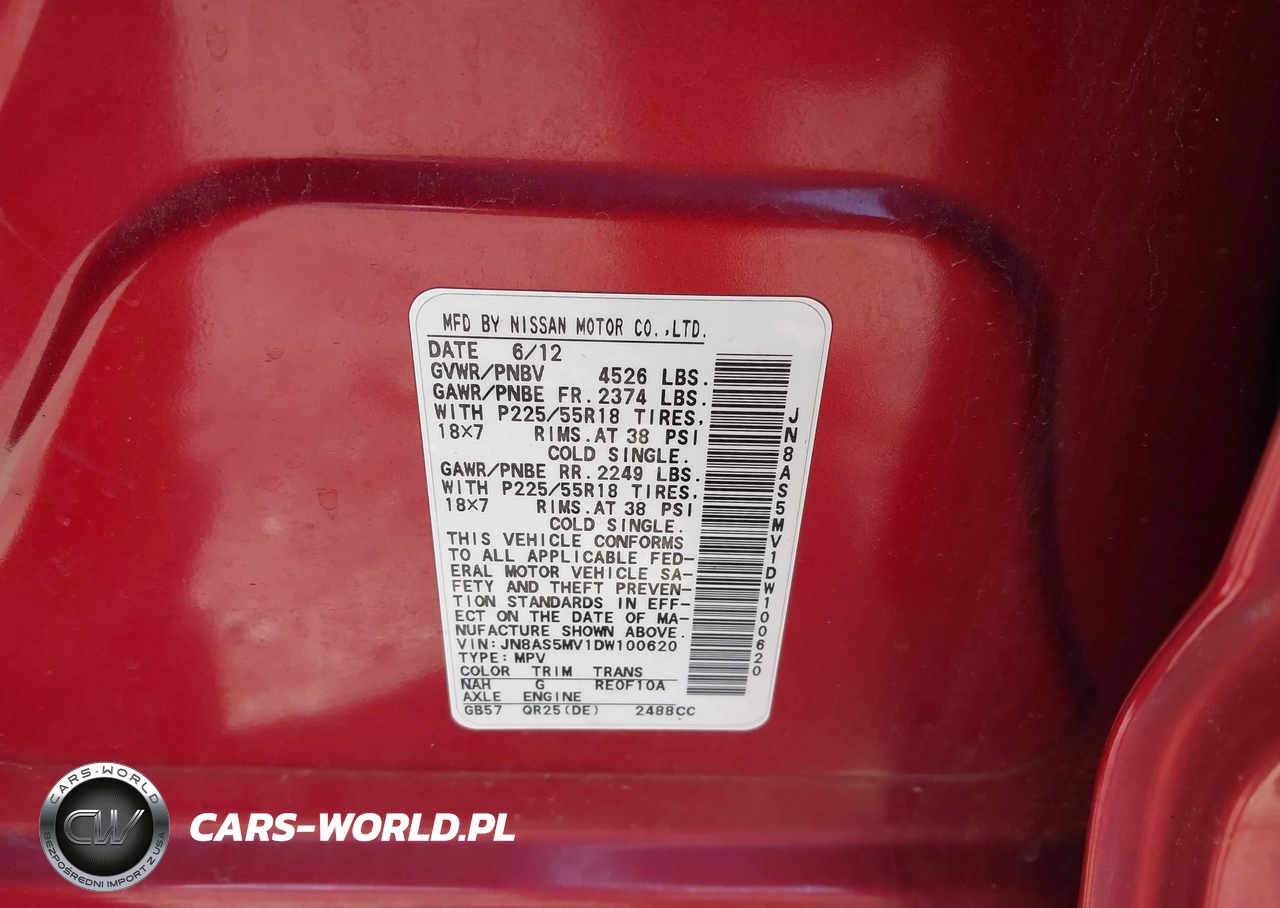 MFD BY NISSAN MOTOR CO.,LTD.
DATE 6/12
GVWR/PNBV 4526 LBS.
GAWR/PNBE FR. 2374 LBS.
WITH P225/55R18 TIRES,
18×7 RIMS.AT 38 PSI
COLD SINGLE.
GAWR/PNBE RR. 2249 LBS.
WITH P225/55R18 TIRES,
18×7 RIMS.AT 38 PSI
COLD SINGLE.
THIS VEHICLE CONFORMS
TO ALL APPLICABLE FED-
ERAL MOTOR VEHICLE SA-
FETY AND THEFT PREVEN-
TION STANDARDS IN EFF-
ECT ON THE DATE OF MA-
NUFACTURE SHOWN ABOVE.
VIN:JN8AS5MV1DW100620
TYPE:MPV
COLOR TRIM TRANS
NAH G RE0F10A
AXLE ENGINE
GB57 QR25(DE) 2488CC
JN8AS5MV1DW100620
CARS-WORLD
CW
BEZPOŚREDNI IMPORT Z USA
CARS-WORLD.PL